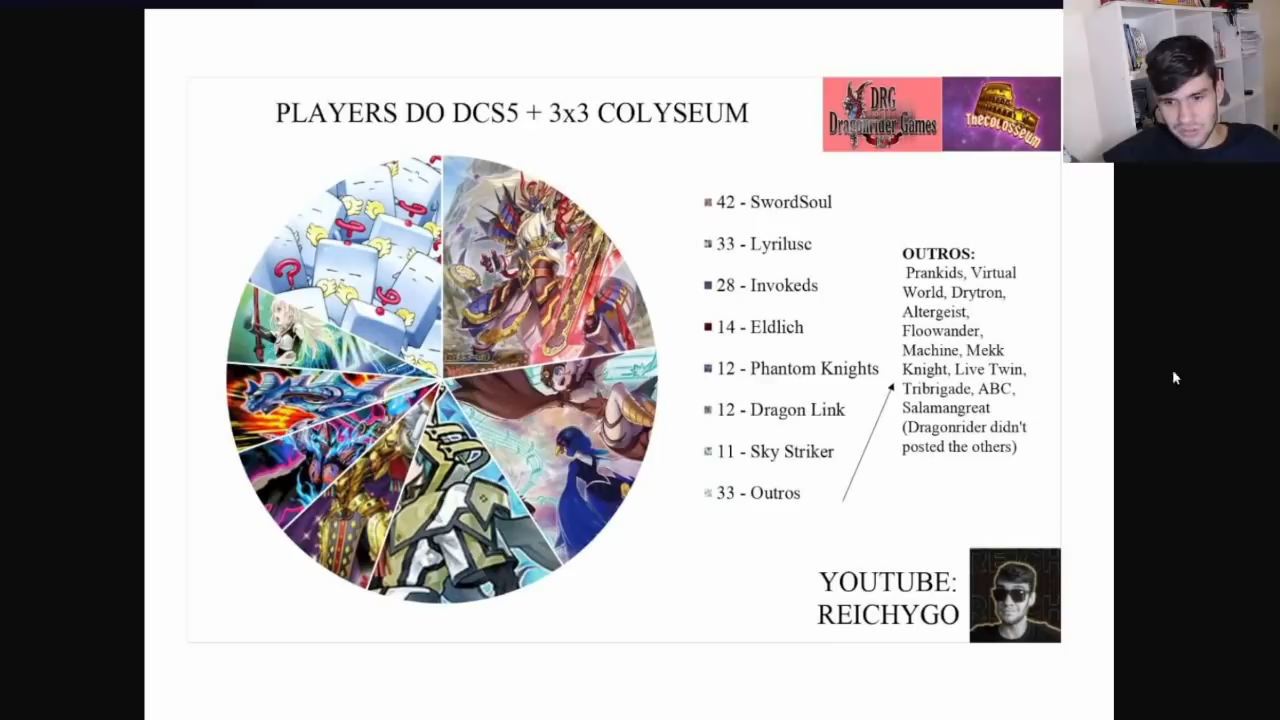 PLAYERS DO DCS5 + 3x3 COLYSEUM
DRG
Dragonrider Games
TheColosseum
42 - SwordSoul
33 - Lyrilusc
28 - Invokeds
14 - Eldlich
12 - Phantom Knights
12 - Dragon Link
11 - Sky Striker
33 - Outros
OUTROS:
Prankids, Virtual
World, Drytron,
Altergeist,
Floowander,
Machine, Mekk
Knight, Live Twin,
Tribrigade, ABC,
Salamangreat
(Dragonrider didn't
posted the others)
YOUTUBE:
REICHYGO